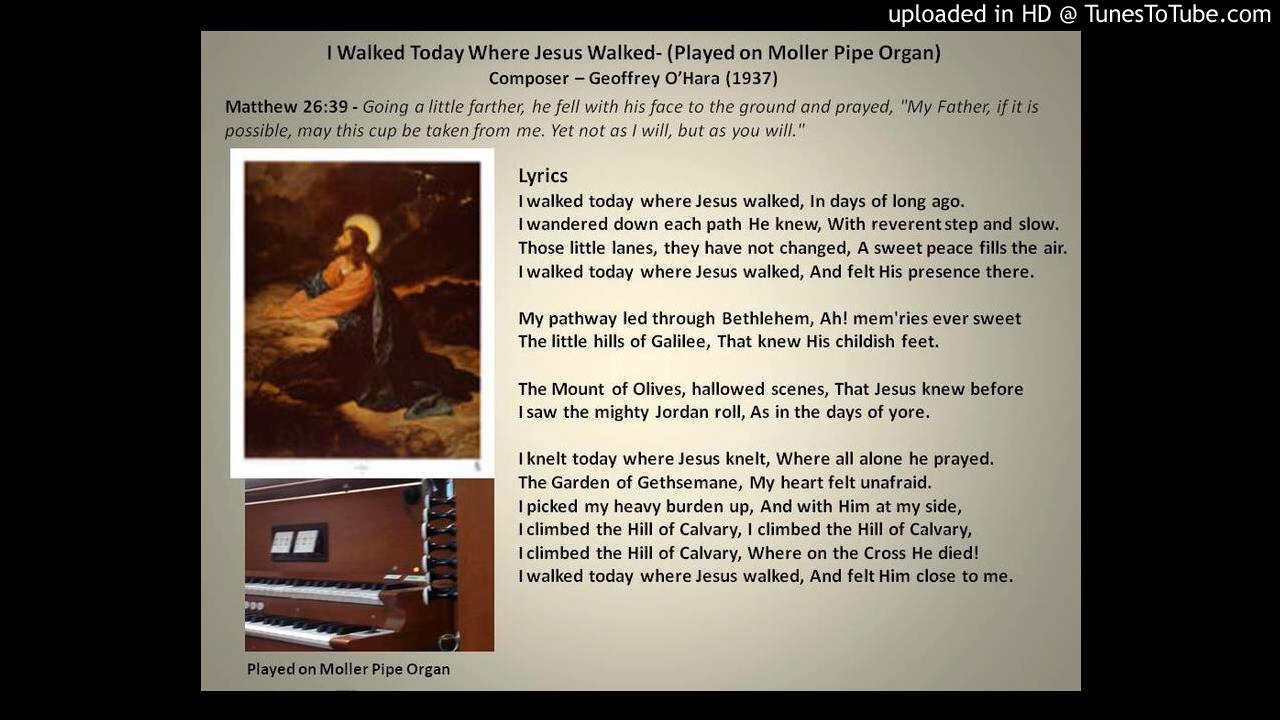 uploaded in HD @ TunesToTube.com
I Walked Today Where Jesus Walked- (Played on Moller Pipe Organ)
Composer – Geoffrey O’Hara (1937)
Matthew 26:39 - Going a little farther, he fell with his face to the ground and prayed, "My Father, if it is
possible, may this cup be taken from me. Yet not as I will, but as you will."
Lyrics
I walked today where Jesus walked, In days of long ago.
I wandered down each path He knew, With reverent step and slow.
Those little lanes, they have not changed, A sweet peace fills the air.
I walked today where Jesus walked, And felt His presence there.
My pathway led through Bethlehem, Ah! mem'ries ever sweet
The little hills of Galilee, That knew His childish feet.
The Mount of Olives, hallowed scenes, That Jesus knew before
I saw the mighty Jordan roll, As in the days of yore.
I knelt today where Jesus knelt, Where all alone he prayed.
The Garden of Gethsemane, My heart felt unafraid.
I picked my heavy burden up, And with Him at my side,
I climbed the Hill of Calvary, I climbed the Hill of Calvary,
I climbed the Hill of Calvary, Where on the Cross He died!
I walked today where Jesus walked, And felt Him close to me.
Played on Moller Pipe Organ